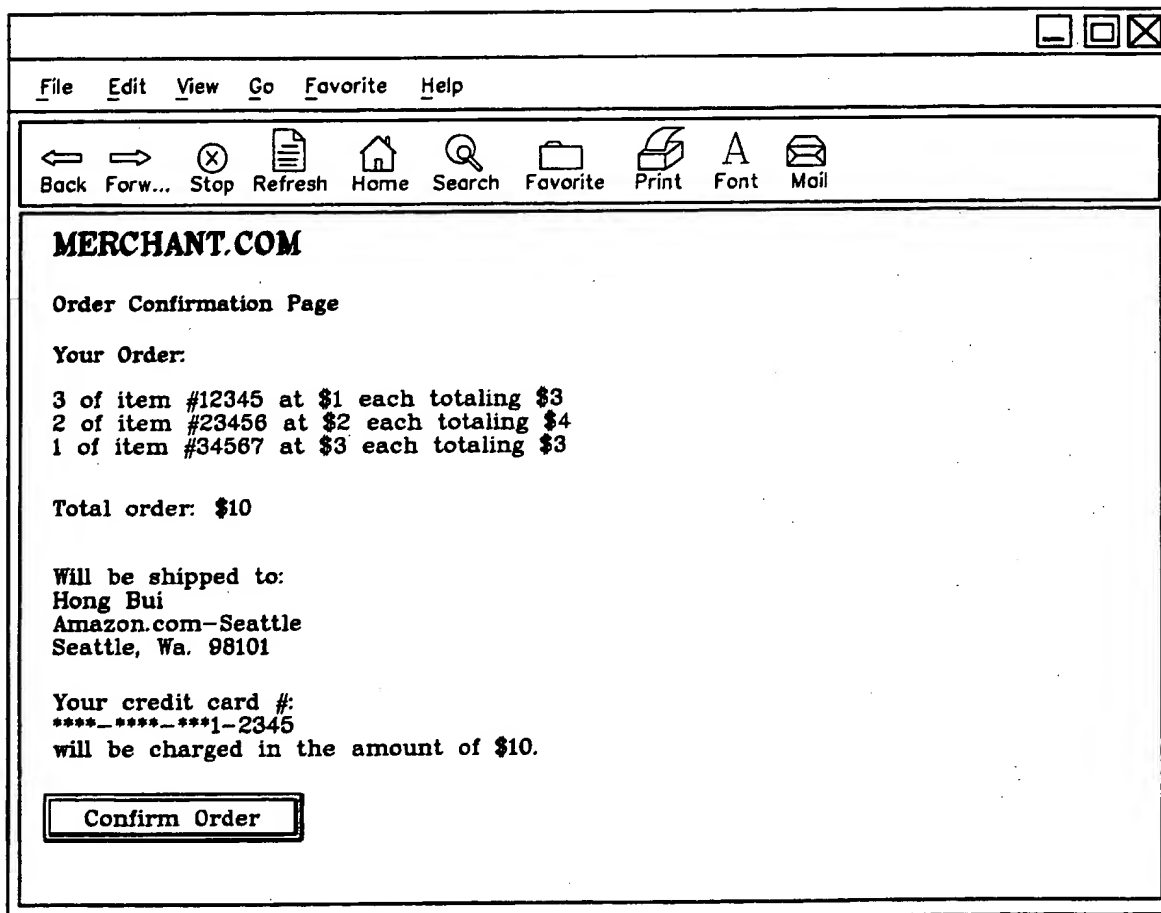 File Edit View Go Favorite Help
Back Forw... Stop Refresh Home Search Favorite Print Font Mail
MERCHANT.COM
Order Confirmation Page
Your Order:
3 of item #12345 at $1 each totaling $3
2 of item #23456 at $2 each totaling $4
1 of item #34567 at $3 each totaling $3
Total order: $10
Will be shipped to:
Hong Bui
Amazon.com-Seattle
Seattle, Wa. 98101
Your credit card #:
****-****-***1-2345
will be charged in the amount of $10.
Confirm Order